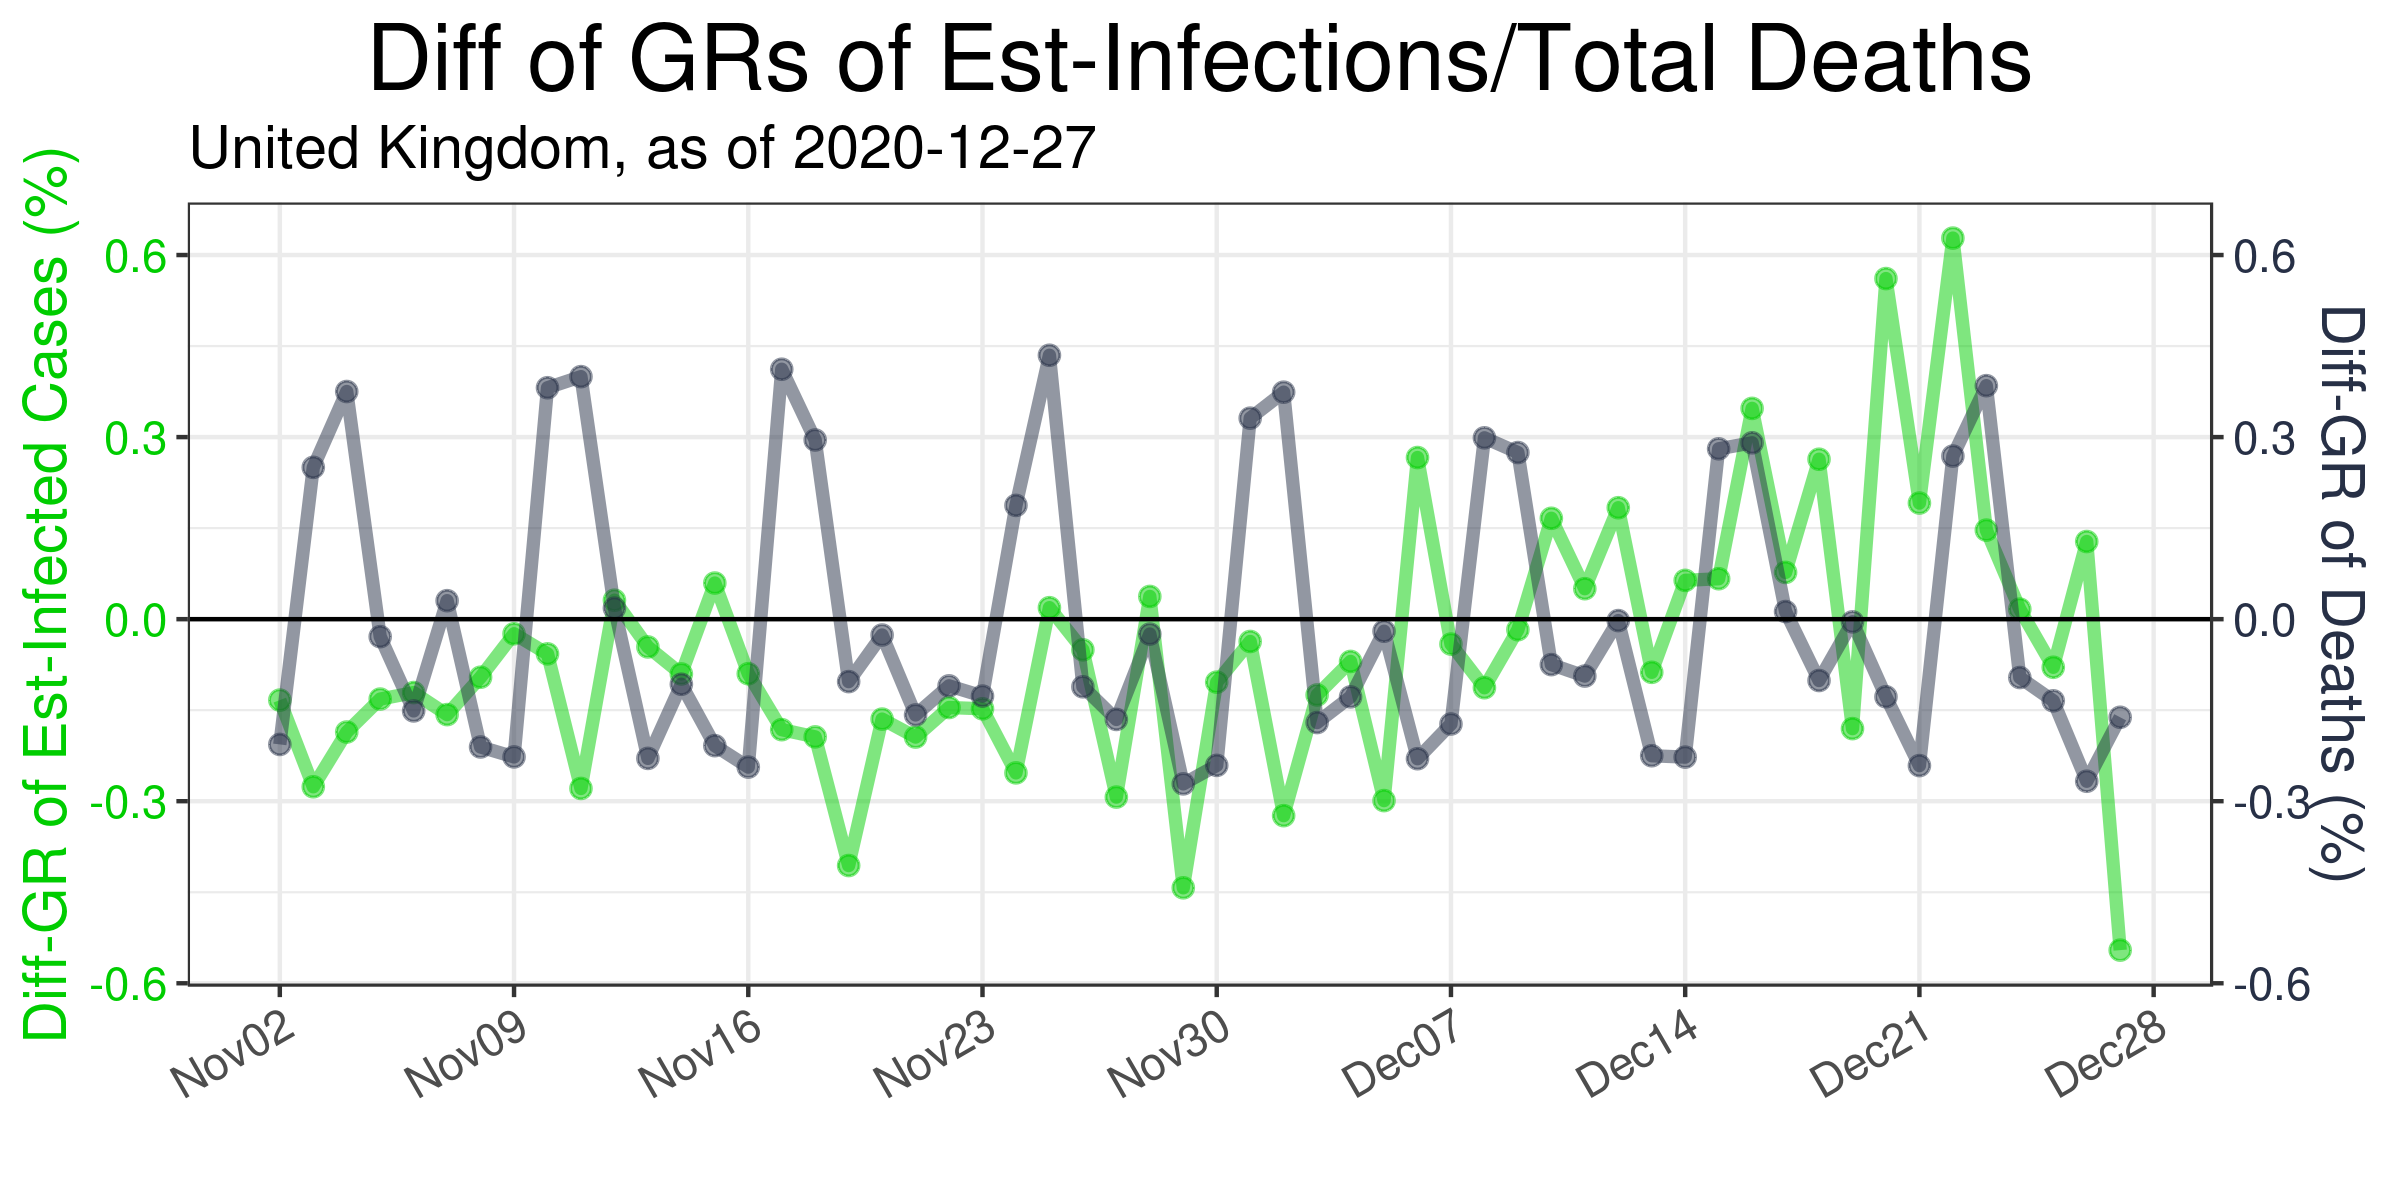 Diff of GRs of Est-Infections/Total Deaths
United Kingdom, as of 2020-12-27
Diff-GR of Est-Infected Cases (%)
0.6
0.3
0.0
-0.3
-0.6
0.6
0.3
0.0
-0.3
-0.6
Diff-GR of Deaths (%)
Nov02
Nov09
Nov16
Nov23
Nov30
Dec07
Dec14
Dec21
Dec28